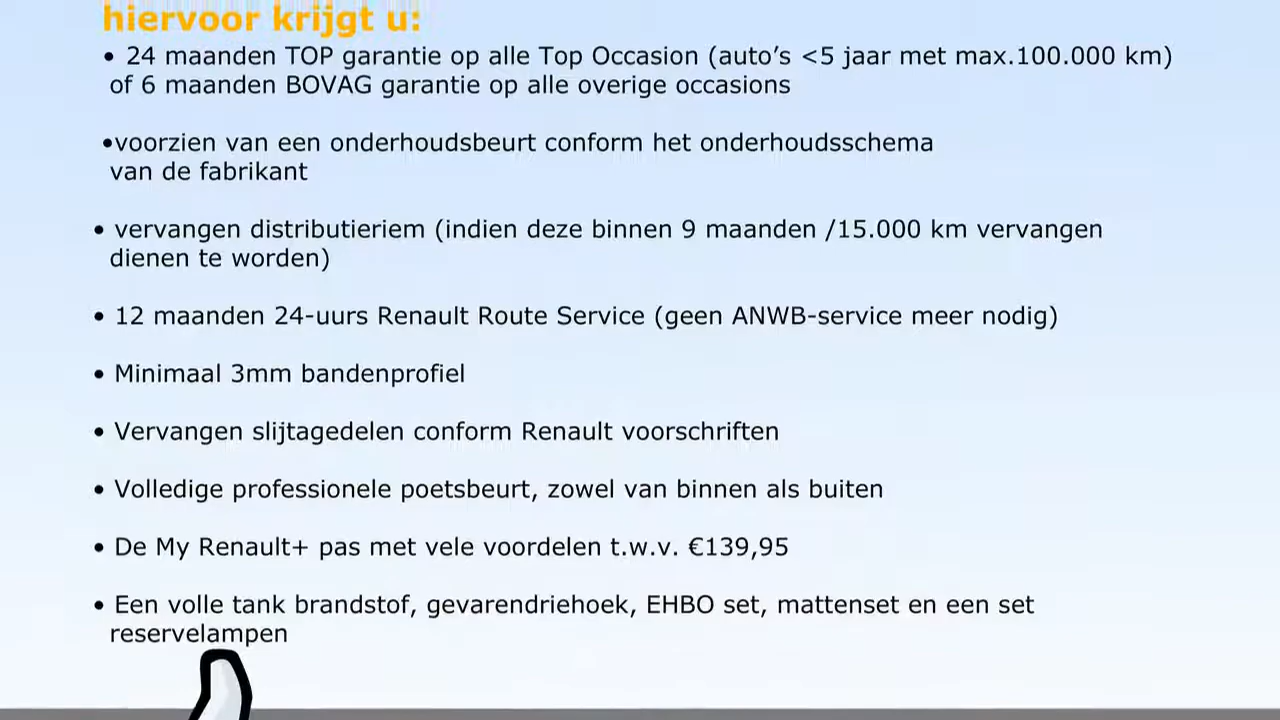 hiervoor krijgt u:
• 24 maanden TOP garantie op alle Top Occasion (auto’s <5 jaar met max.100.000 km)
of 6 maanden BOVAG garantie op alle overige occasions
•voorzien van een onderhoudsbeurt conform het onderhoudsschema
van de fabrikant
• vervangen distributieriem (indien deze binnen 9 maanden /15.000 km vervangen
dienen te worden)
• 12 maanden 24-uurs Renault Route Service (geen ANWB-service meer nodig)
• Minimaal 3mm bandenprofiel
• Vervangen slijtagedelen conform Renault voorschriften
• Volledige professionele poetsbeurt, zowel van binnen als buiten
• De My Renault+ pas met vele voordelen t.w.v. €139,95
• Een volle tank brandstof, gevarendriehoek, EHBO set, mattenset en een set
reservelampen